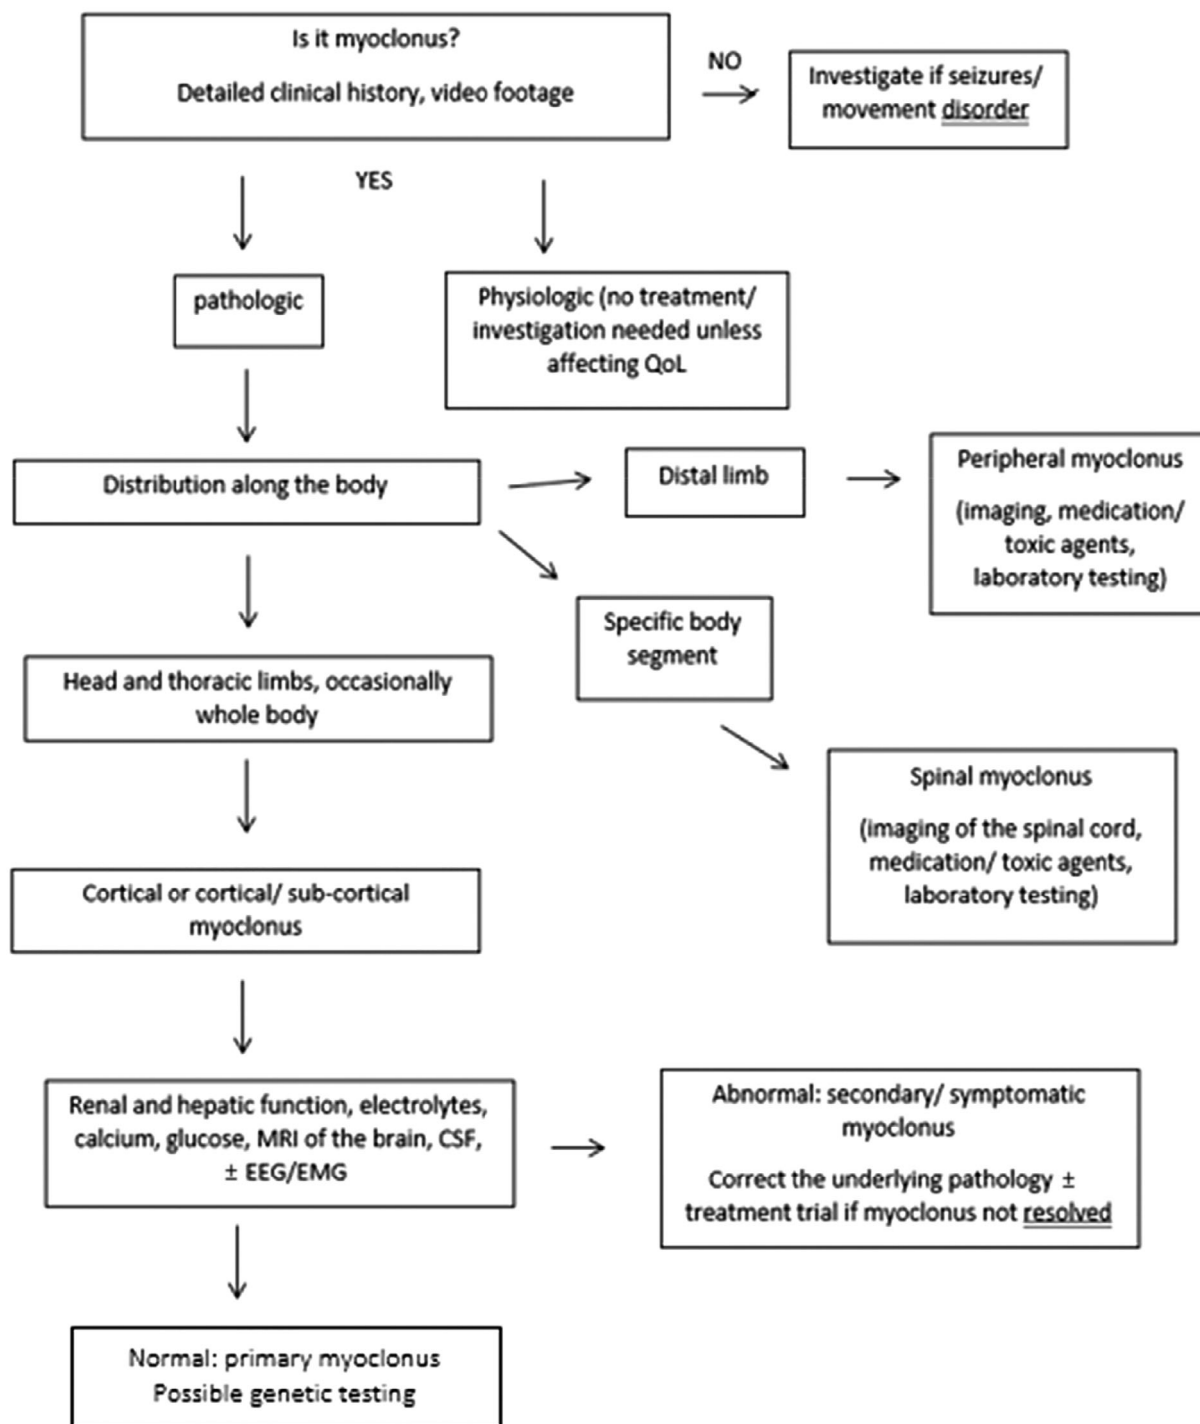 Is it myoclonus?
Detailed clinical history, video footage
NO
Investigate if seizures/
movement disorder
YES
pathologic
Physiologic (no treatment/
investigation needed unless
affecting QoL
Distribution along the body
Distal limb
Peripheral myoclonus
(imaging, medication/
toxic agents,
laboratory testing)
Specific body
segment
Head and thoracic limbs, occasionally
whole body
Spinal myoclonus
(imaging of the spinal cord,
medication/ toxic agents,
laboratory testing)
Cortical or cortical/ sub-cortical
myoclonus
Renal and hepatic function, electrolytes,
calcium, glucose, MRI of the brain, CSF,
± EEG/EMG
Abnormal: secondary/ symptomatic
myoclonus
Correct the underlying pathology ±
treatment trial if myoclonus not resolved
Normal: primary myoclonus
Possible genetic testing